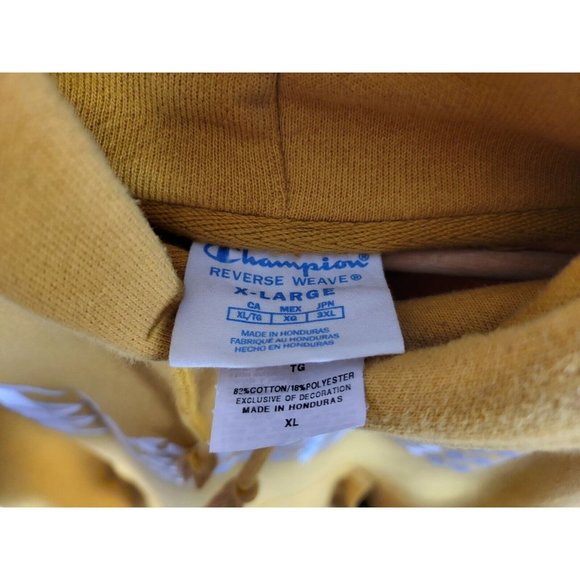 Champion®
REVERSE WEAVE®
X-LARGE
CA MEX JPN
XL/TG XG 3XL
MADE IN HONDURAS
FABRIQUÉ AU HONDURAS
HECHO EN HONDURAS
TG
82%COTTON/18%POLYESTER
EXCLUSIVE OF DECORATION
MADE IN HONDURAS
XL